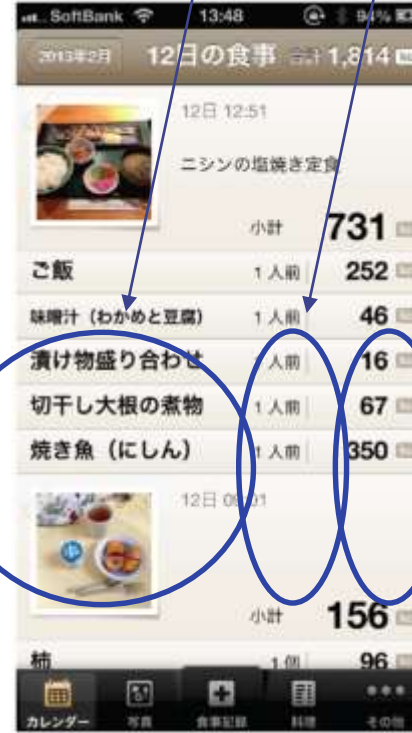 SoftBank 13:48 94%
2013年2月 12日の食事 合計 1,814
12日 12:51
ニシンの塩焼き定食
小計 731
ご飯 1人前 252
味噌汁（わかめと豆腐） 1人前 46
漬け物盛り合わせ 1人前 16
切干し大根の煮物 1人前 67
焼き魚（にしん） 1人前 350
12日 09:01
小計 156
柿 1個 96
カレンダー 写真 食事記録 料理 その他